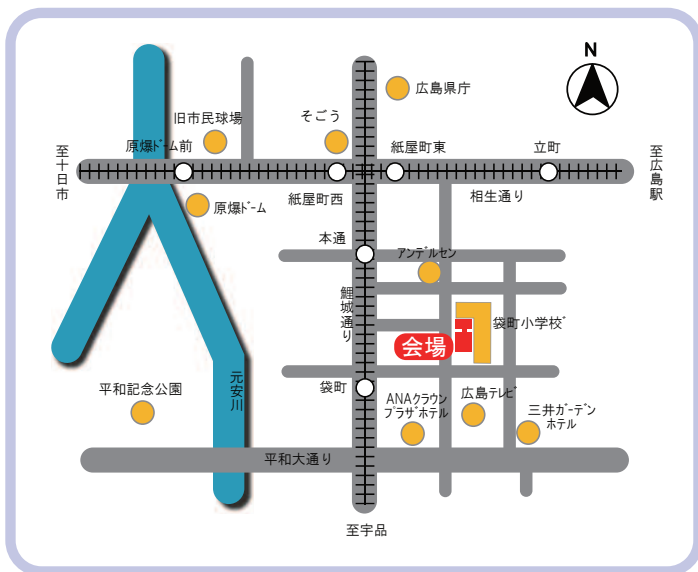 N
広島県庁
旧市民球場
そごう
原爆ﾄﾞｰﾑ前
紙屋町東
立町
至十日市
至広島駅
紙屋町西
相生通り
原爆ﾄﾞｰﾑ
本通
アンデルセン
鯉城通り
袋町小学校
会場
元安川
平和記念公園
袋町
ANAクラウン
プラザホテル
広島テレビ
三井ガーデン
ホテル
平和大通り
至宇品